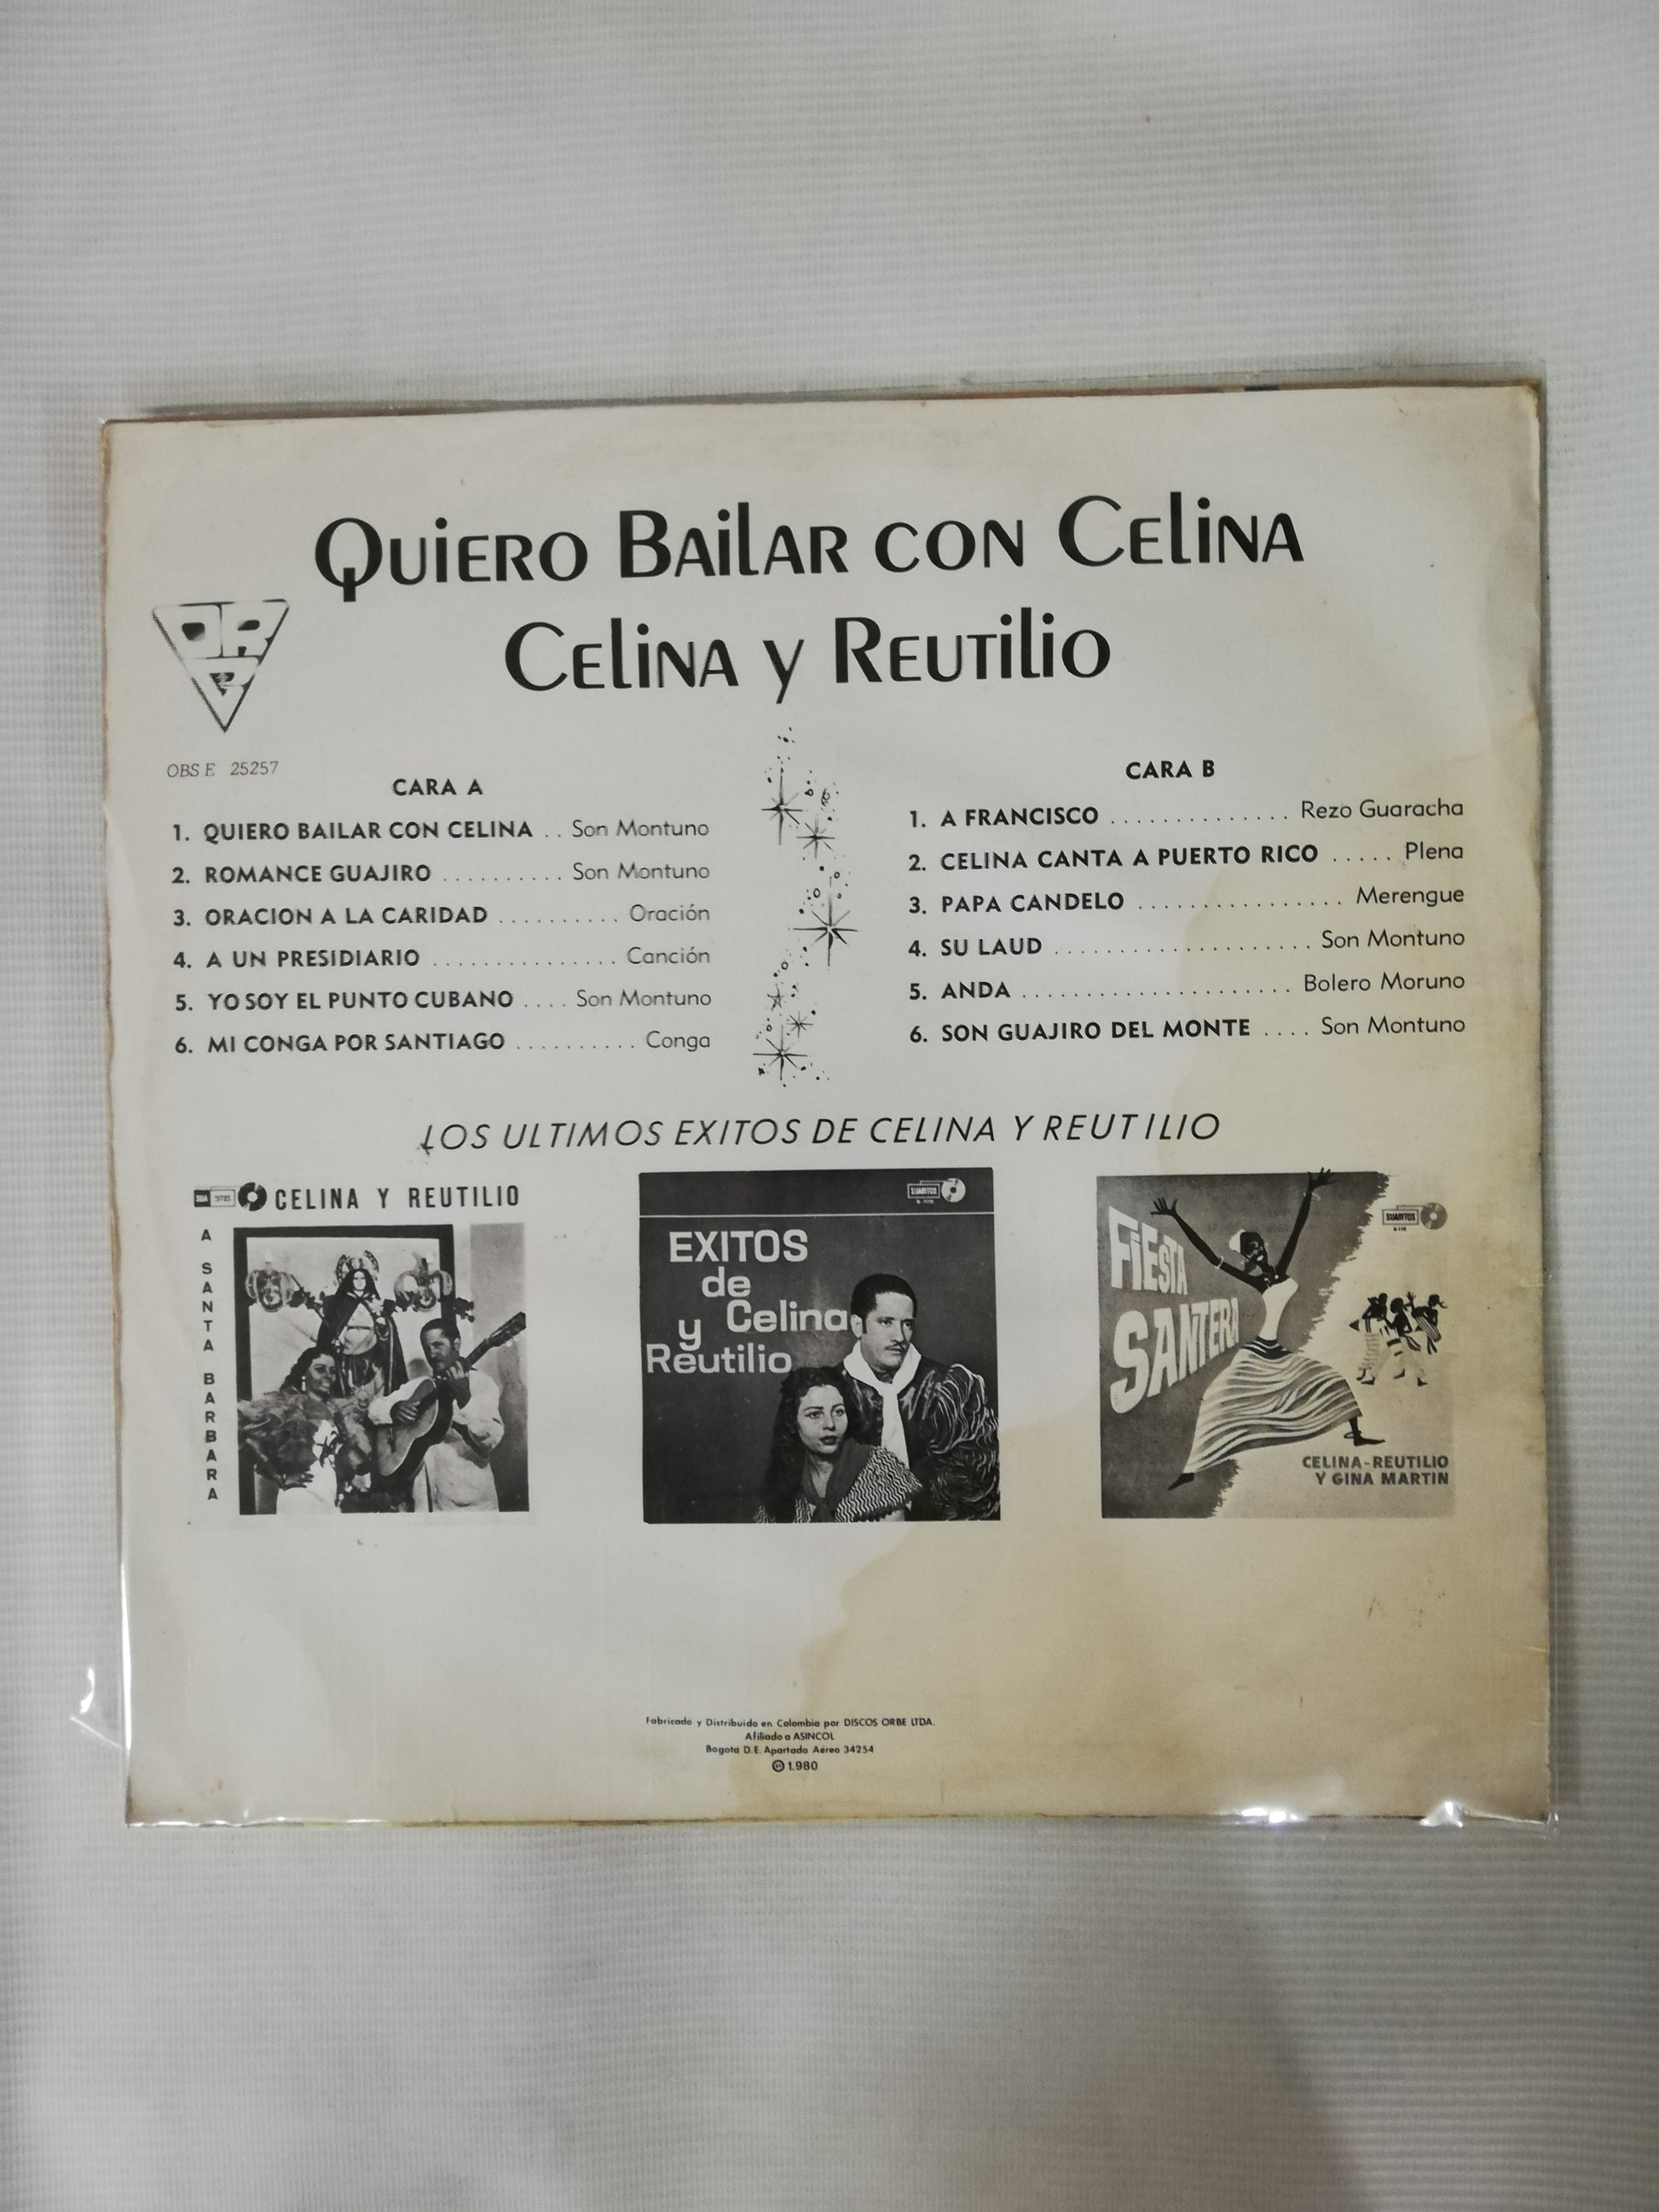 Quiero Bailar con Celina
Celina y Reutilio
ORBE
OBS E 25257
CARA A
1. QUIERO BAILAR CON CELINA .. Son Montuno
2. ROMANCE GUAJIRO .......... Son Montuno
3. ORACION A LA CARIDAD .......... Oración
4. A UN PRESIDIARIO ............... Canción
5. YO SOY EL PUNTO CUBANO .... Son Montuno
6. MI CONGA POR SANTIAGO .......... Conga
CARA B
1. A FRANCISCO .............. Rezo Guaracha
2. CELINA CANTA A PUERTO RICO ..... Plena
3. PAPA CANDELO ................ Merengue
4. SU LAUD .................... Son Montuno
5. ANDA ..................... Bolero Moruno
6. SON GUAJIRO DEL MONTE .... Son Montuno
LOS ULTIMOS EXITOS DE CELINA Y REUTILIO
CELINA Y REUTILIO
A SANTA BARBARA
SUARITOS
EXITOS
de
Celina
y
Reutilio
SUARITOS
FIESTA
SANTERA
CELINA-REUTILIO
Y GINA MARTIN
Fabricado y Distribuido en Colombia por DISCOS ORBE LTDA.
Afiliado a ASINCOL
Bogotá D.E. Apartado Aéreo 34254
℗ 1.980